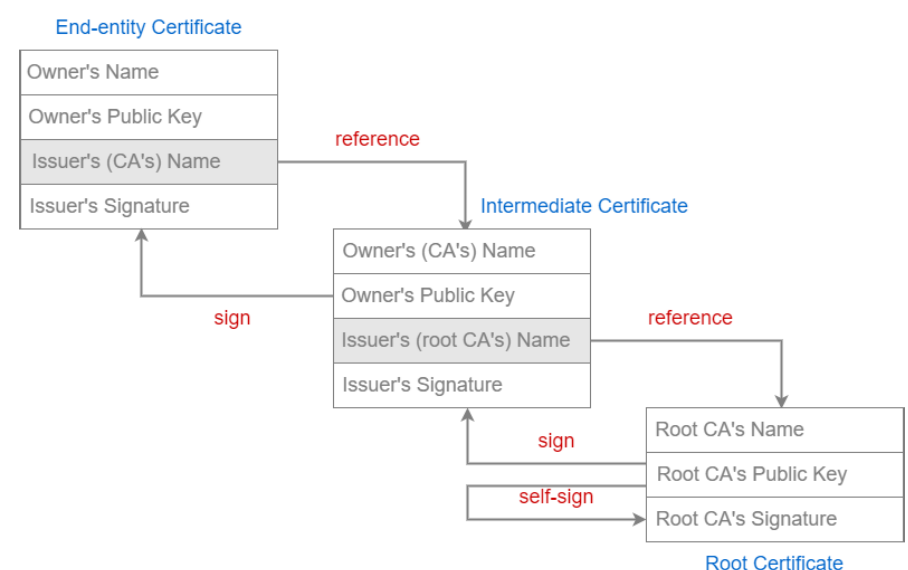 End-entity Certificate
Owner's Name
Owner's Public Key
Issuer's (CA's) Name
Issuer's Signature
reference
sign
Intermediate Certificate
Owner's (CA's) Name
Owner's Public Key
Issuer's (root CA's) Name
Issuer's Signature
reference
sign
self-sign
Root CA's Name
Root CA's Public Key
Root CA's Signature
Root Certificate